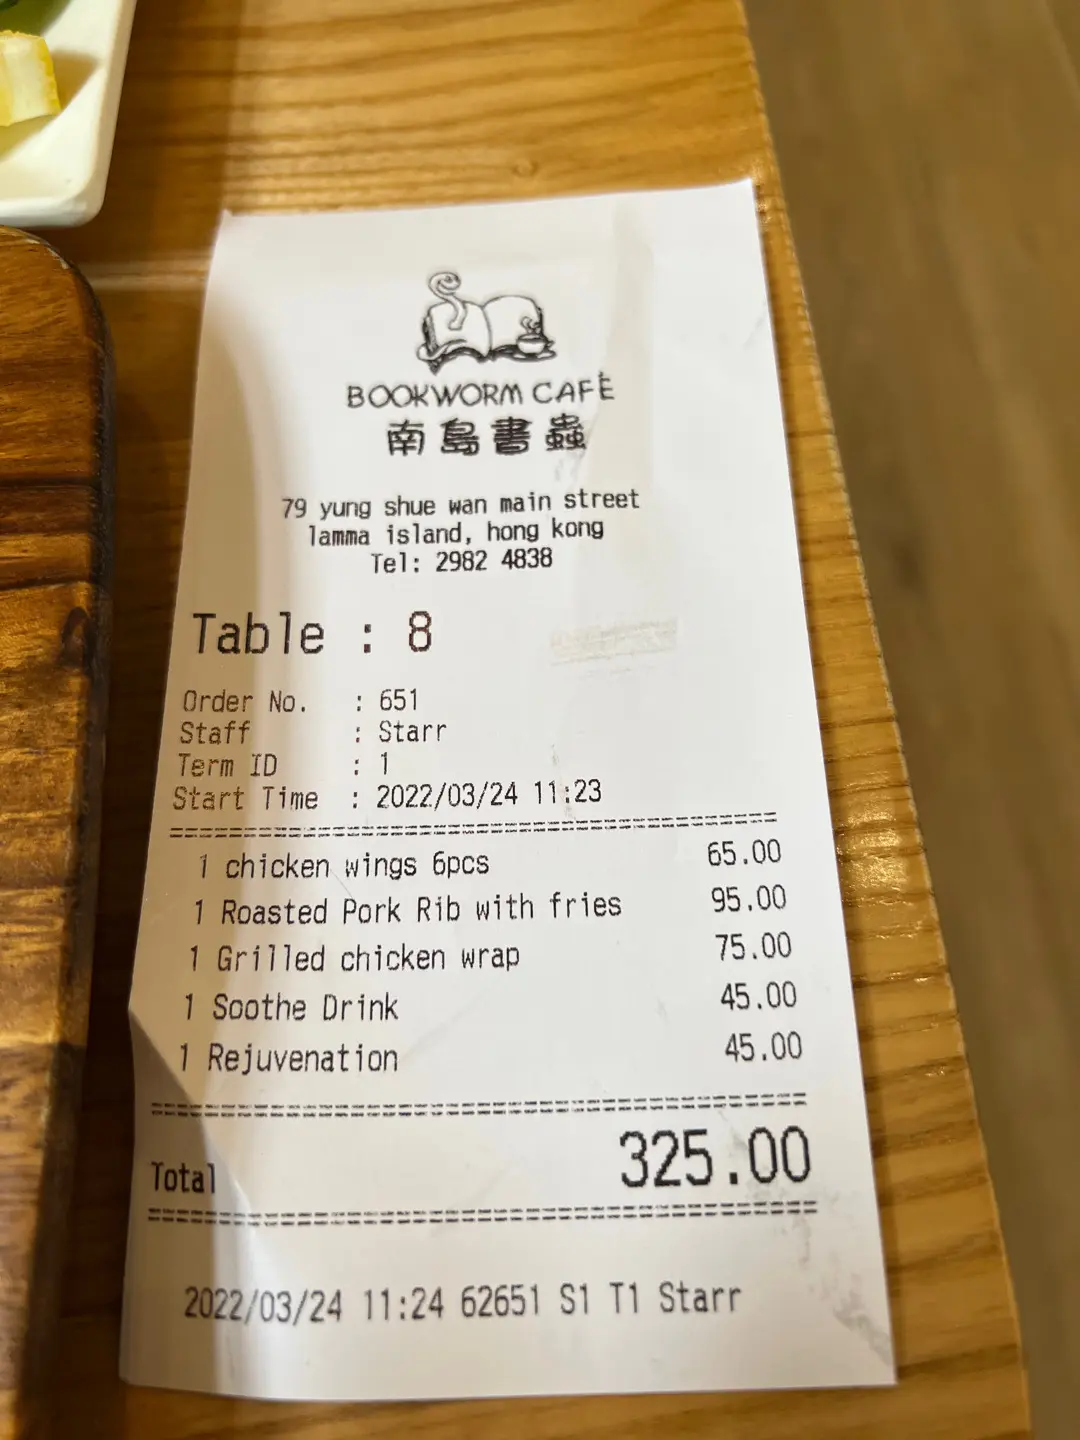 BOOKWORM CAFÈ
南島書蟲
79 yung shue wan main street
lamma island, hong kong
Tel: 2982 4838
Table : 8
Order No. : 651
Staff : Starr
Term ID : 1
Start Time : 2022/03/24 11:23
1 chicken wings 6pcs 65.00
1 Roasted Pork Rib with fries 95.00
1 Grilled chicken wrap 75.00
1 Soothe Drink 45.00
1 Rejuvenation 45.00
Total 325.00
2022/03/24 11:24 62651 S1 T1 Starr